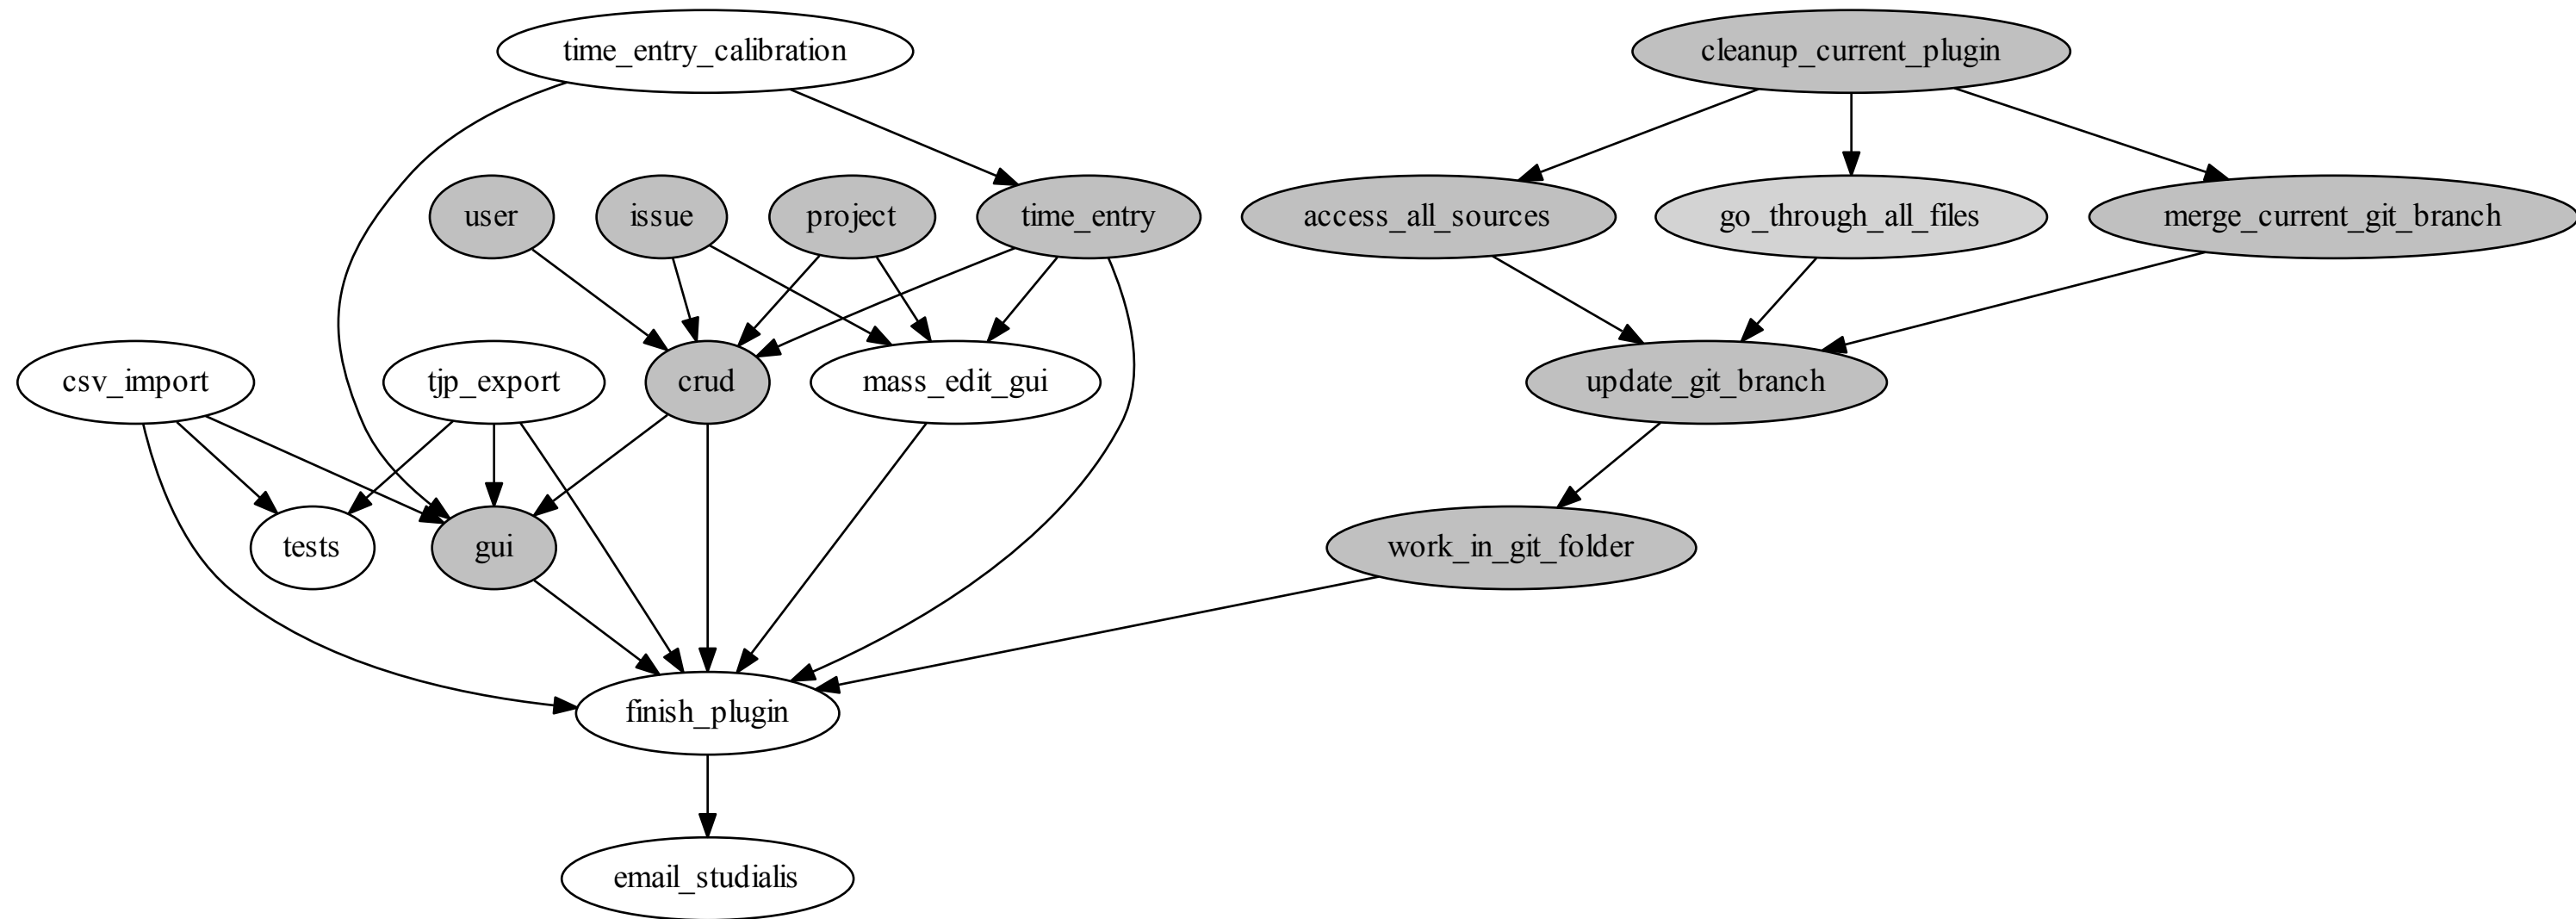 time_entry_calibration
cleanup_current_plugin
user
issue
project
time_entry
access_all_sources
go_through_all_files
merge_current_git_branch
csv_import
tjp_export
crud
mass_edit_gui
update_git_branch
tests
gui
work_in_git_folder
finish_plugin
email_studialis